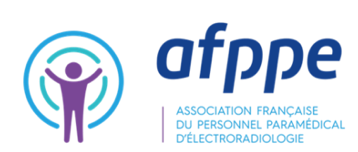 afppe
ASSOCIATION FRANÇAISE
DU PERSONNEL PARAMÉDICAL
D'ÉLECTRORADIOLOGIE